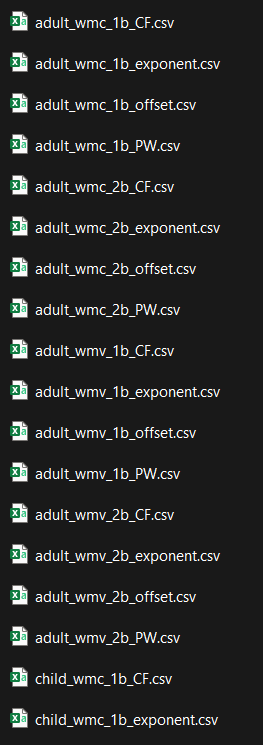 adult_wmc_1b_CF.csv
adult_wmc_1b_exponent.csv
adult_wmc_1b_offset.csv
adult_wmc_1b_PW.csv
adult_wmc_2b_CF.csv
adult_wmc_2b_exponent.csv
adult_wmc_2b_offset.csv
adult_wmc_2b_PW.csv
adult_wmv_1b_CF.csv
adult_wmv_1b_exponent.csv
adult_wmv_1b_offset.csv
adult_wmv_1b_PW.csv
adult_wmv_2b_CF.csv
adult_wmv_2b_exponent.csv
adult_wmv_2b_offset.csv
adult_wmv_2b_PW.csv
child_wmc_1b_CF.csv
child_wmc_1b_exponent.csv